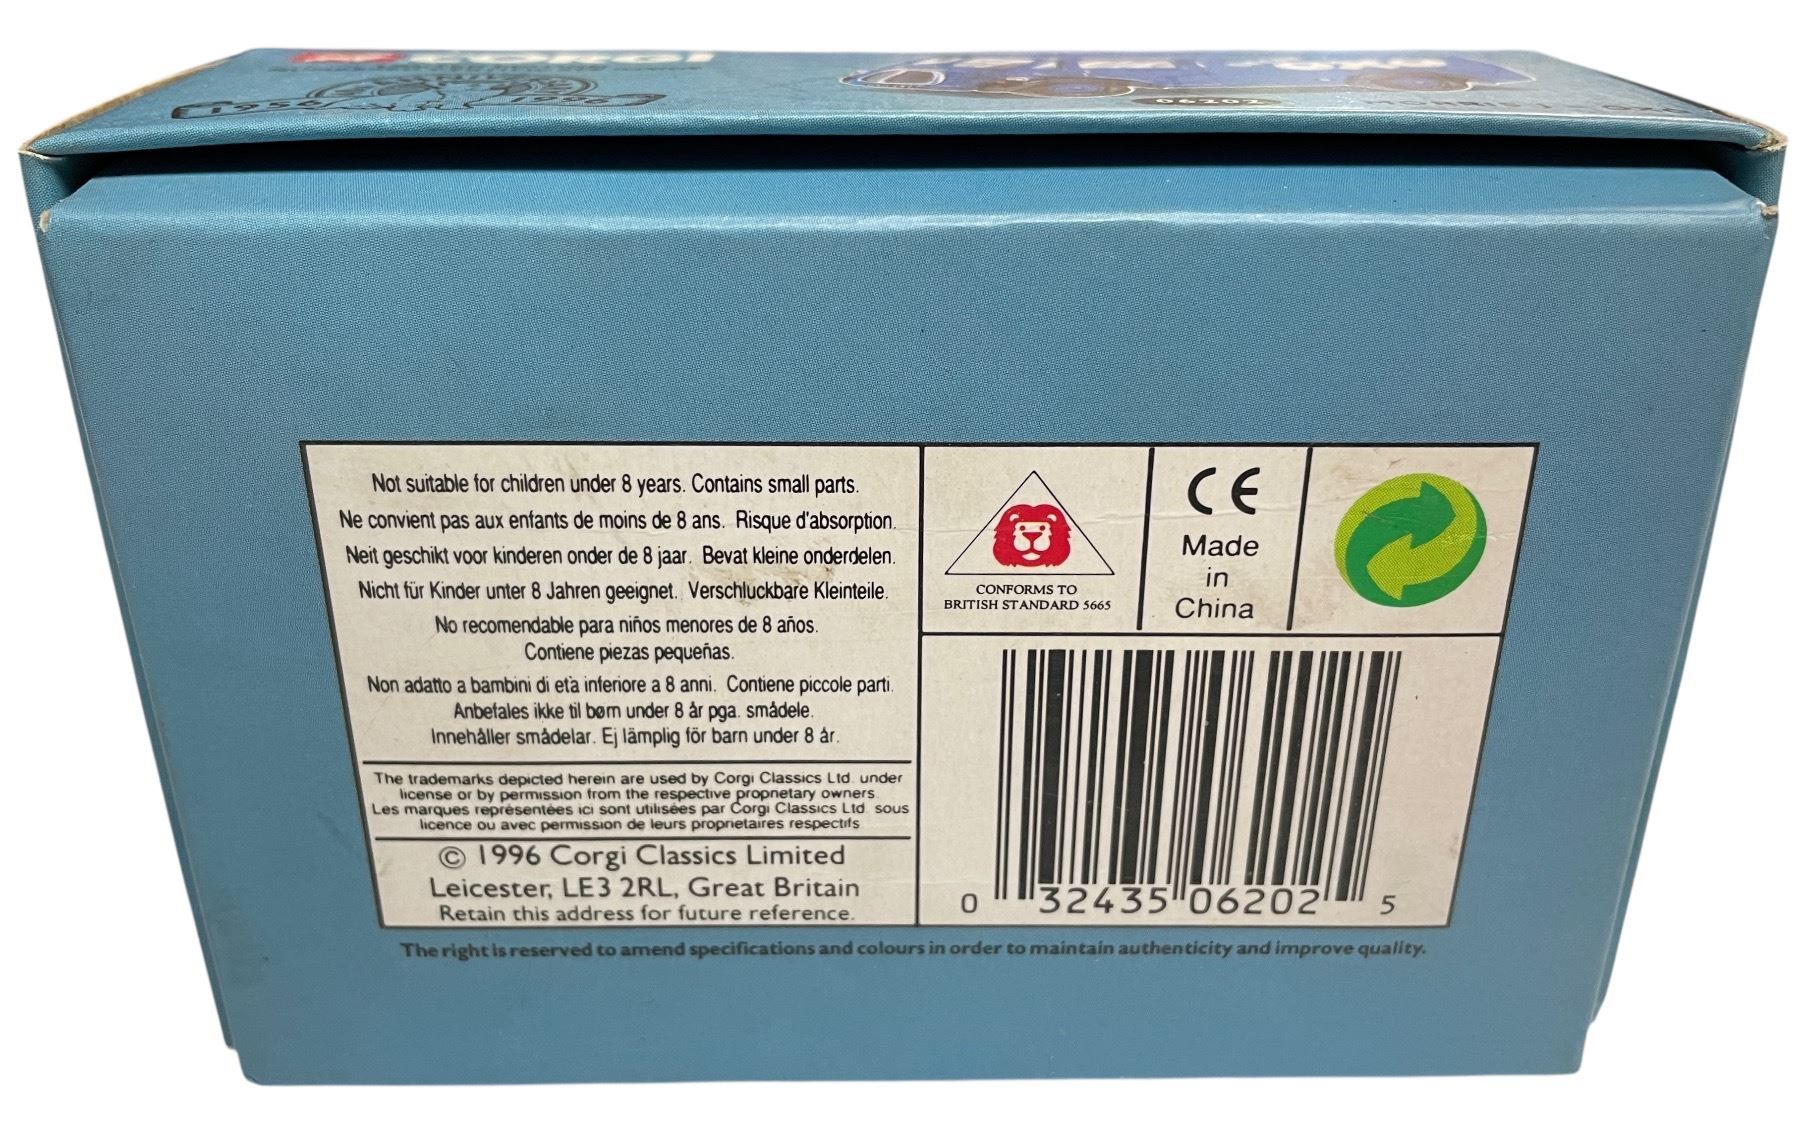 CORGI
1956 1996
06202
MORRIS J
Not suitable for children under 8 years. Contains small parts.
Ne convient pas aux enfants de moins de 8 ans. Risque d'absorption.
Neit geschikt voor kinderen onder de 8 jaar. Bevat kleine onderdelen.
Nicht für Kinder unter 8 Jahren geeignet. Verschluckbare Kleinteile.
No recomendable para niños menores de 8 años.
Contiene piezas pequeñas.
Non adatto a bambini di età inferiore a 8 anni. Contiene piccole parti.
Anbefales ikke til børn under 8 år pga. smådele.
Innehåller smådelar. Ej lämplig för barn under 8 år.
The trademarks depicted herein are used by Corgi Classics Ltd. under
license or by permission from the respective proprietary owners.
Les marques représentées ici sont utilisées par Corgi Classics Ltd. sous
licence ou avec permission de leurs proprietaires respectifs
© 1996 Corgi Classics Limited
Leicester, LE3 2RL, Great Britain
Retain this address for future reference.
CONFORMS TO
BRITISH STANDARD 5665
CE
Made
in
China
0 32435 06202 5
The right is reserved to amend specifications and colours in order to maintain authenticity and improve quality.